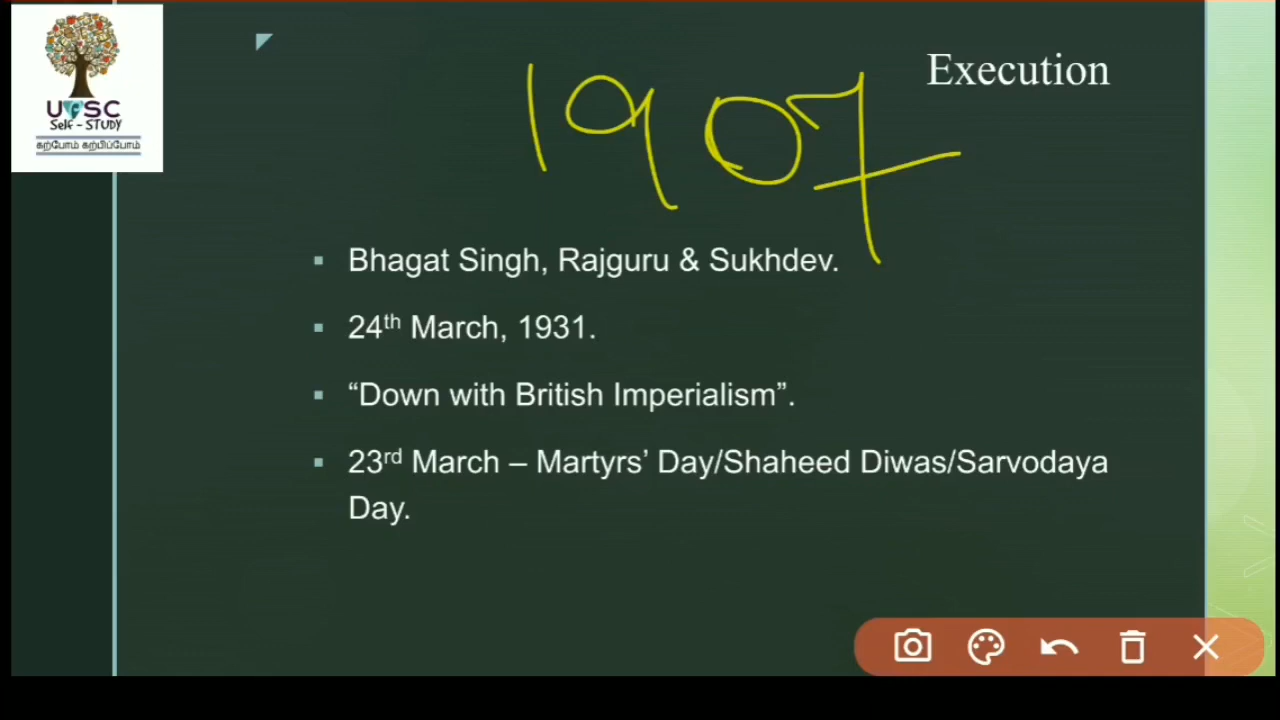 UPSC
Self-STUDY
கற்போம் கற்பிப்போம்
Execution
1907
▪ Bhagat Singh, Rajguru & Sukhdev.
▪ 24th March, 1931.
▪ “Down with British Imperialism”.
▪ 23rd March – Martyrs’ Day/Shaheed Diwas/Sarvodaya
Day.